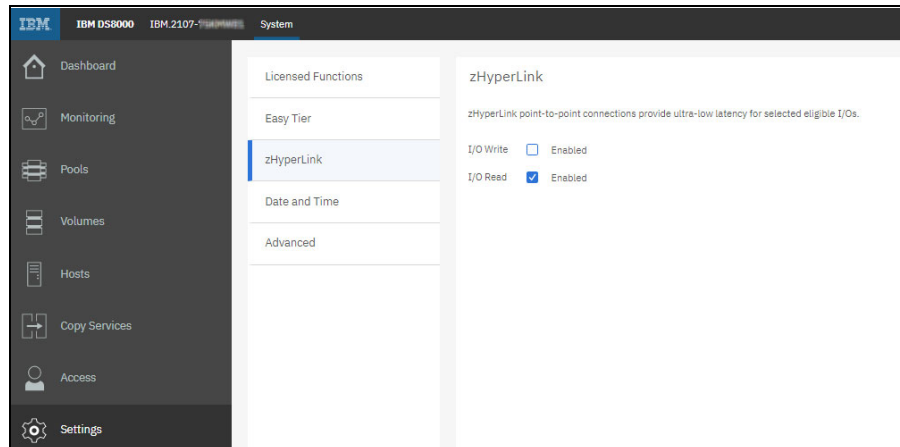 IBM
IBM DS8000 IBM.2107- System
Dashboard
Monitoring
Pools
Volumes
Hosts
Copy Services
Access
Settings
Licensed Functions
Easy Tier
zHyperLink
Date and Time
Advanced
zHyperLink
zHyperLink point-to-point connections provide ultra-low latency for selected eligible I/Os.
I/O Write Enabled
I/O Read Enabled